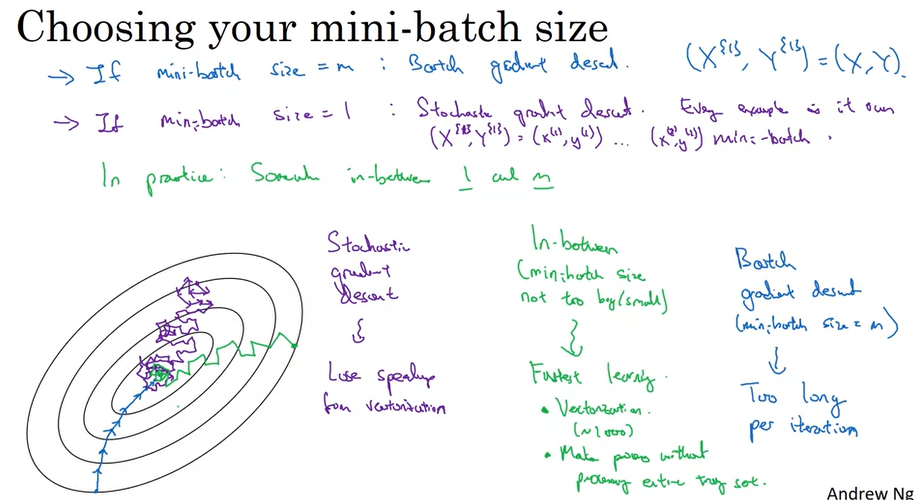 Choosing your mini-batch size
→ If mini-batch size = m : Batch gradient descent. (X^{1}, Y^{1}) = (X, Y).
→ If mini-batch size = 1 : Stochastic gradient descent. Every example is it own
(X^{1}, Y^{1}) = (x^(1), y^(1)) ... mini-batch.
In practice: Somewhere in-between 1 and m
Stochastic
gradient
descent
Lose speedup
from vectorization
In-between
(mini-batch size
not too big/small)
Fastest learning.
• Vectorization.
(~1000)
• Make progress without
processing entire training set.
Batch
gradient descent
(mini-batch size = m)
Too long
per iteration
Andrew Ng